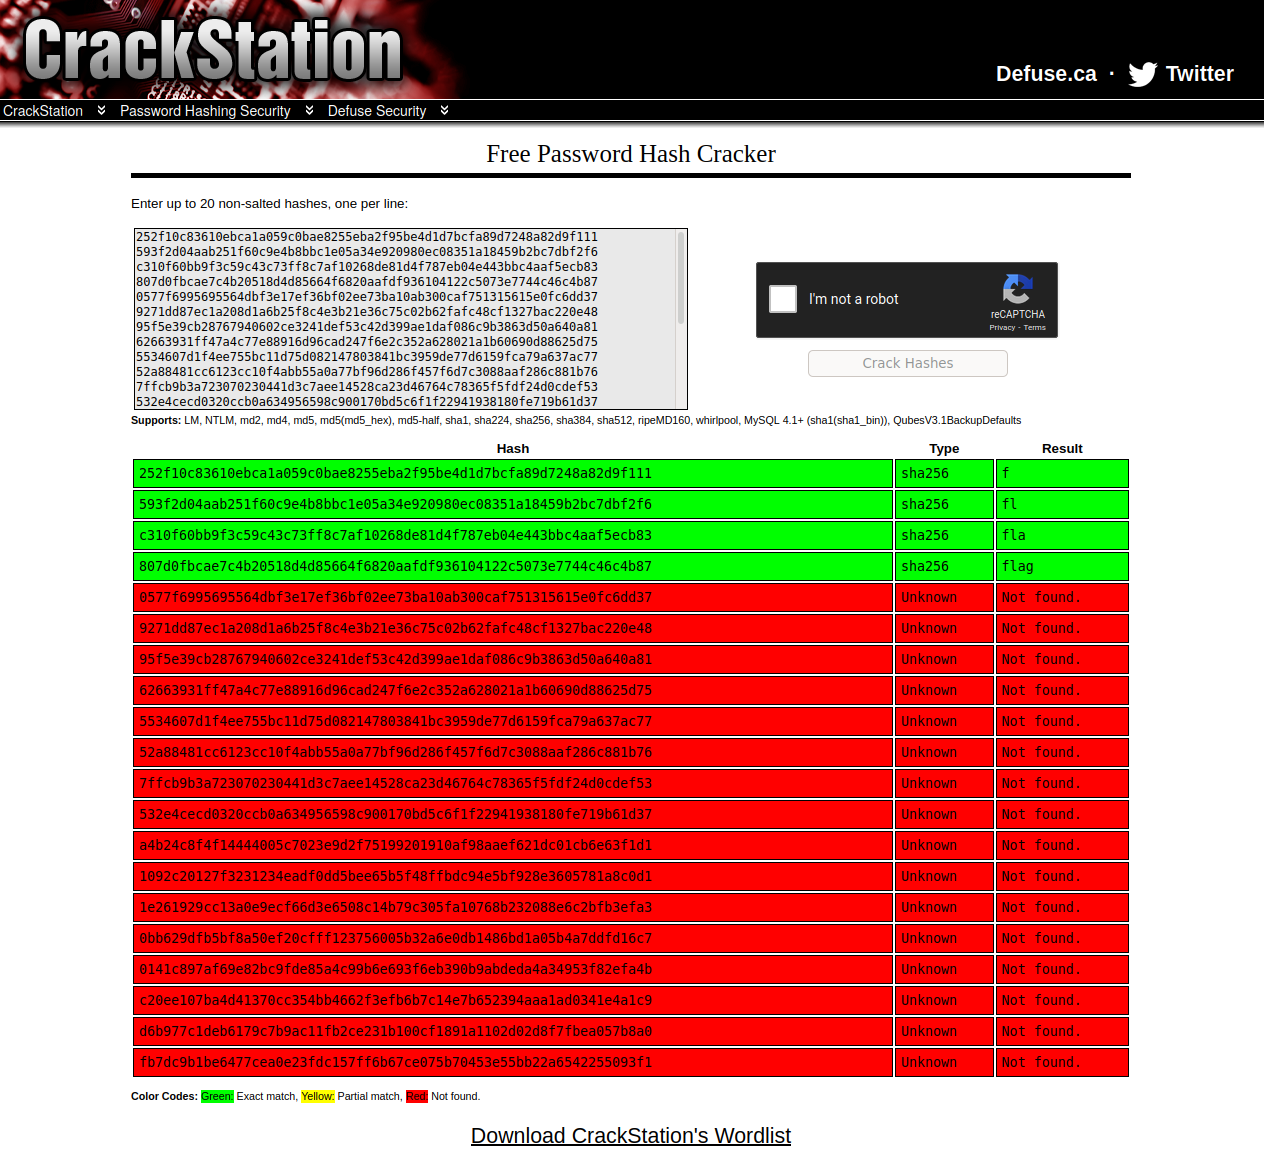 CrackStation
Defuse.ca · Twitter
CrackStation Password Hashing Security Defuse Security
Free Password Hash Cracker
Enter up to 20 non-salted hashes, one per line:
252f10c83610ebca1a059c0bae8255eba2f95be4d1d7bcfa89d7248a82d9f111
593f2d04aab251f60c9e4b8bbc1e05a34e920980ec08351a18459b2bc7dbf2f6
c310f60bb9f3c59c43c73ff8c7af10268de81d4f787eb04e443bbc4aaf5ecb83
807d0fbcae7c4b20518d4d85664f6820aafdf936104122c5073e7744c46c4b87
0577f6995695564dbf3e17ef36bf02ee73ba10ab300caf751315615e0fc6dd37
9271dd87ec1a208d1a6b25f8c4e3b21e36c75c02b62fafc48cf1327bac220e48
95f5e39cb28767940602ce3241def53c42d399ae1daf086c9b3863d50a640a81
62663931ff47a4c77e88916d96cad247f6e2c352a628021a1b60690d88625d75
5534607d1f4ee755bc11d75d082147803841bc3959de77d6159fca79a637ac77
52a88481cc6123cc10f4abb55a0a77bf96d286f457f6d7c3088aaf286c881b76
7ffcb9b3a723070230441d3c7aee14528ca23d46764c78365f5fdf24d0cdef53
532e4cecd0320ccb0a634956598c900170bd5c6f1f22941938180fe719b61d37
I'm not a robot
reCAPTCHA
Privacy - Terms
Crack Hashes
Supports: LM, NTLM, md2, md4, md5, md5(md5_hex), md5-half, sha1, sha224, sha256, sha384, sha512, ripeMD160, whirlpool, MySQL 4.1+ (sha1(sha1_bin)), QubesV3.1BackupDefaults
Hash Type Result
252f10c83610ebca1a059c0bae8255eba2f95be4d1d7bcfa89d7248a82d9f111 sha256 f
593f2d04aab251f60c9e4b8bbc1e05a34e920980ec08351a18459b2bc7dbf2f6 sha256 fl
c310f60bb9f3c59c43c73ff8c7af10268de81d4f787eb04e443bbc4aaf5ecb83 sha256 fla
807d0fbcae7c4b20518d4d85664f6820aafdf936104122c5073e7744c46c4b87 sha256 flag
0577f6995695564dbf3e17ef36bf02ee73ba10ab300caf751315615e0fc6dd37 Unknown Not found.
9271dd87ec1a208d1a6b25f8c4e3b21e36c75c02b62fafc48cf1327bac220e48 Unknown Not found.
95f5e39cb28767940602ce3241def53c42d399ae1daf086c9b3863d50a640a81 Unknown Not found.
62663931ff47a4c77e88916d96cad247f6e2c352a628021a1b60690d88625d75 Unknown Not found.
5534607d1f4ee755bc11d75d082147803841bc3959de77d6159fca79a637ac77 Unknown Not found.
52a88481cc6123cc10f4abb55a0a77bf96d286f457f6d7c3088aaf286c881b76 Unknown Not found.
7ffcb9b3a723070230441d3c7aee14528ca23d46764c78365f5fdf24d0cdef53 Unknown Not found.
532e4cecd0320ccb0a634956598c900170bd5c6f1f22941938180fe719b61d37 Unknown Not found.
a4b24c8f4f14444005c7023e9d2f75199201910af98aaef621dc01cb6e63f1d1 Unknown Not found.
1092c20127f3231234eadf0dd5bee65b5f48ffbdc94e5bf928e3605781a8c0d1 Unknown Not found.
1e261929cc13a0e9ecf66d3e6508c14b79c305fa10768b232088e6c2bfb3efa3 Unknown Not found.
0bb629dfb5bf8a50ef20cfff123756005b32a6e0db1486bd1a05b4a7ddfd16c7 Unknown Not found.
0141c897af69e82bc9fde85a4c99b6e693f6eb390b9abdeda4a34953f82efa4b Unknown Not found.
c20ee107ba4d41370cc354bb4662f3efb6b7c14e7b652394aaa1ad0341e4a1c9 Unknown Not found.
d6b977c1deb6179c7b9ac11fb2ce231b100cf1891a1102d02d8f7fbea057b8a0 Unknown Not found.
fb7dc9b1be6477cea0e23fdc157ff6b67ce075b70453e55bb22a6542255093f1 Unknown Not found.
Color Codes: Green: Exact match, Yellow: Partial match, Red: Not found.
Download CrackStation's Wordlist